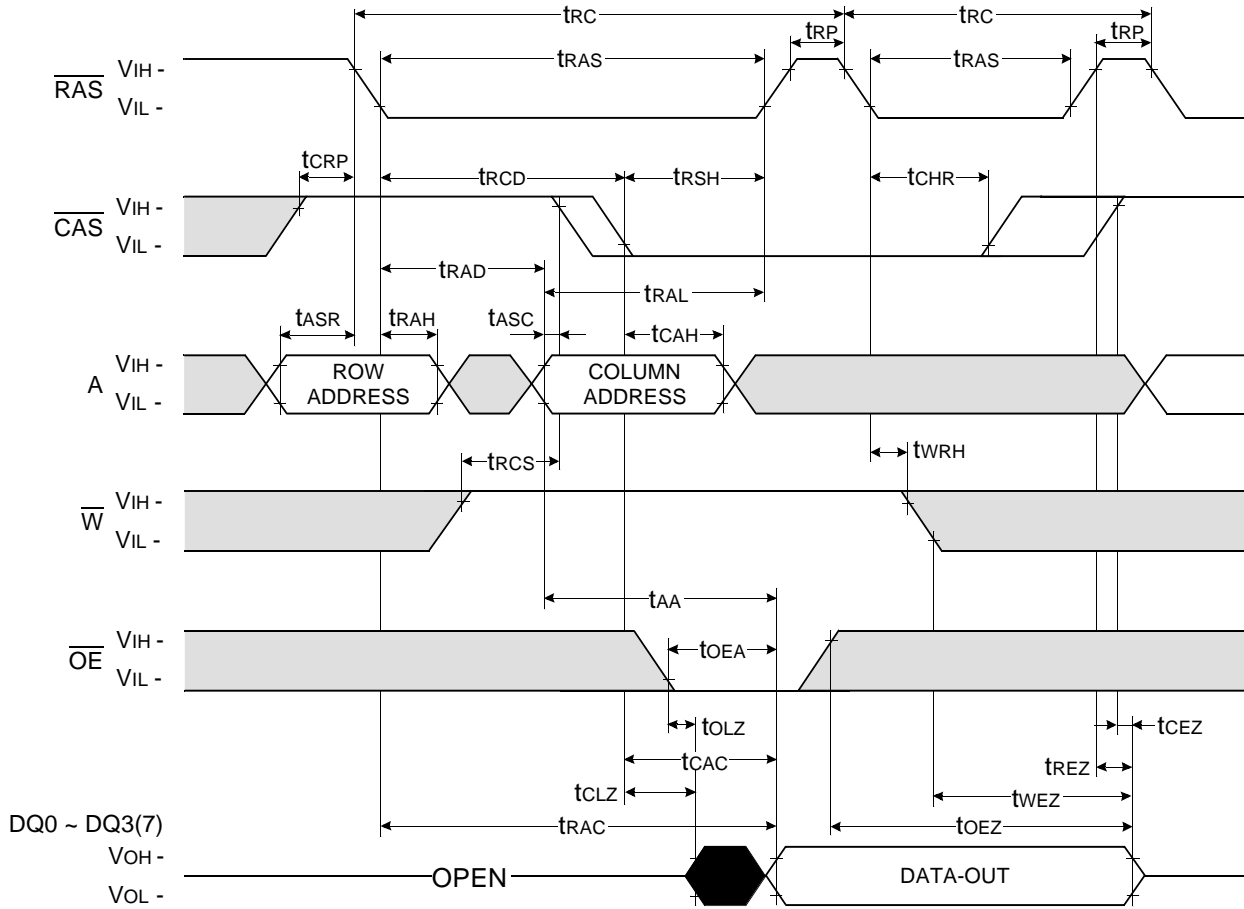 tRC tRC
tRP tRP
tRAS tRAS
VIH -
RAS
VIL -
tCRP
tRCD tRSH tCHR
VIH -
CAS
VIL -
tRAD
tRAL
tASR tRAH tASC tCAH
VIH -
A
VIL -
ROW ADDRESS
COLUMN ADDRESS
tRCS tWRH
VIH -
W
VIL -
tAA
VIH -
OE
VIL -
tOEA
tOLZ tCEZ
tCAC tREZ
tCLZ tWEZ
tRAC tOEZ
DQ0 ~ DQ3(7)
VOH -
VOL -
OPEN DATA-OUT